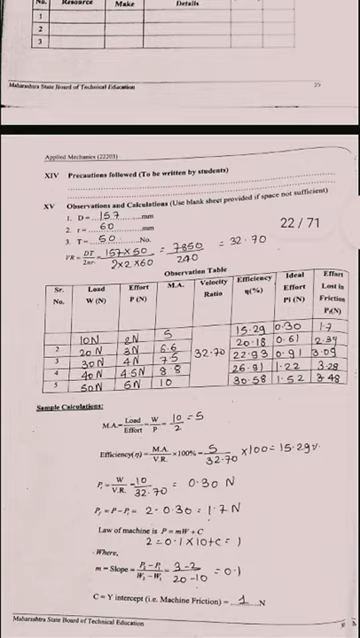 No. Resource Make Details
1
2
3
Maharashtra State Board of Technical Education
Applied Mechanics (22203)
XIV Precautions followed (To be written by students)
XV Observations and Calculations (Use blank sheet provided if space not sufficient)
1. D= 157 mm
2. r= 60 mm
22 / 71
3. T= 50 No.
VR = DT/2πr = 157×50/2×2×60 = 7850/240 = 32.70
Observation Table
Sr. No. Load W (N) Effort P (N) M.A. Velocity Ratio Efficiency η(%) Ideal Effort Pi (N) Effort Lost in Friction Pf(N)
10N 2N 5 15.29 0.30 1.7
2 20N 3N 6.6 20.18 0.61 2.39
3 30N 4N 7.5 32.70 22.93 0.91 3.09
4 40N 4.5N 8.8 26.91 1.22 3.28
5 50N 5N 10 30.58 1.52 3.48
Sample Calculations:
M.A. = Load/Effort = W/P = 10/2 = 5
Efficiency(η) = M.A./V.R. ×100% = 5/32.70 ×100 = 15.29%
Pi = W/V.R. = 10/32.70 = 0.30 N
Pf = P − Pi = 2 - 0.30 = 1.7 N
Law of machine is P = mW + C
2 = 0.1 × 10 + c = 1
Where,
m = Slope = P2 − P1/W2 − W1 = 3-2/20-10 = 0.1
C = Y intercept (i.e. Machine Friction) = 1 N
Maharashtra State Board of Technical Education